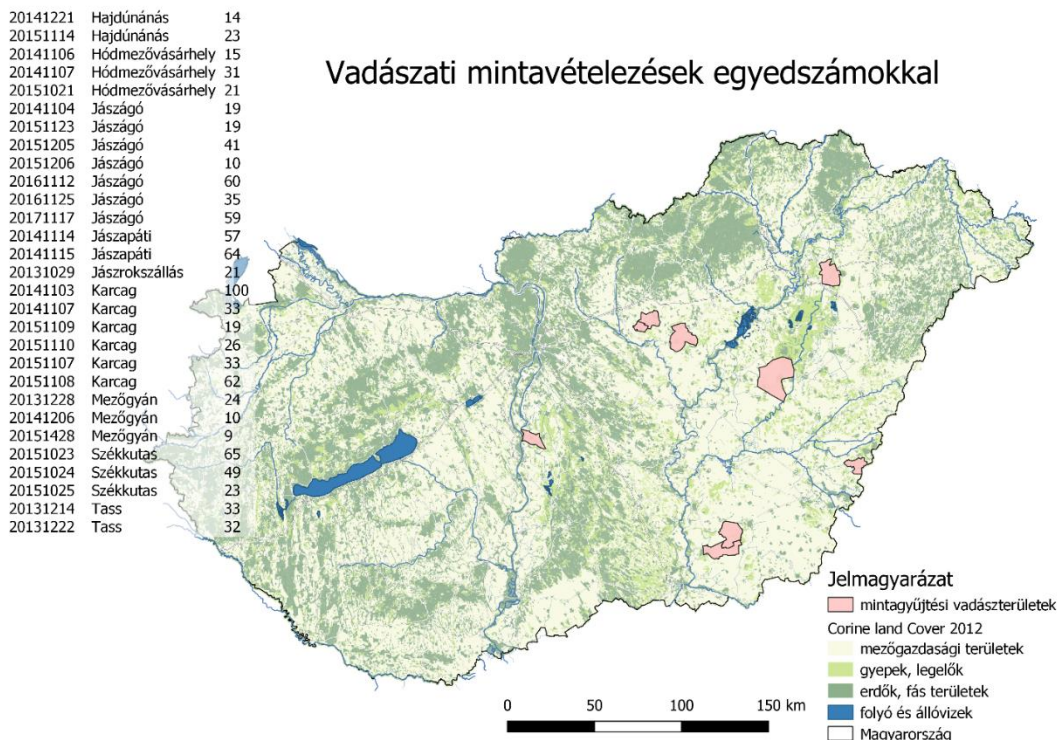 20141221 Hajdúnánás 14
20151114 Hajdúnánás 23
20141106 Hódmezővásárhely 15
20141107 Hódmezővásárhely 31
20151021 Hódmezővásárhely 21
20141104 Jászágó 19
20151123 Jászágó 19
20151205 Jászágó 41
20151206 Jászágó 10
20161112 Jászágó 60
20161125 Jászágó 35
20171117 Jászágó 59
20141114 Jászapáti 57
20141115 Jászapáti 64
20131029 Jászrokszállás 21
20141103 Karcag 100
20141107 Karcag 33
20151109 Karcag 19
20151110 Karcag 26
20151107 Karcag 33
20151108 Karcag 62
20131228 Mezőgyán 24
20141206 Mezőgyán 10
20151428 Mezőgyán 9
20151023 Székkutas 65
20151024 Székkutas 49
20151025 Székkutas 23
20131214 Tass 33
20131222 Tass 32
Vadászati mintavételezések egyedszámokkal
Jelmagyarázat
mintagyűjtési vadászterületek
Corine land Cover 2012
mezőgazdasági területek
gyepek, legelők
erdők, fás területek
folyó és állóvizek
Magyarország
0 50 100 150 km